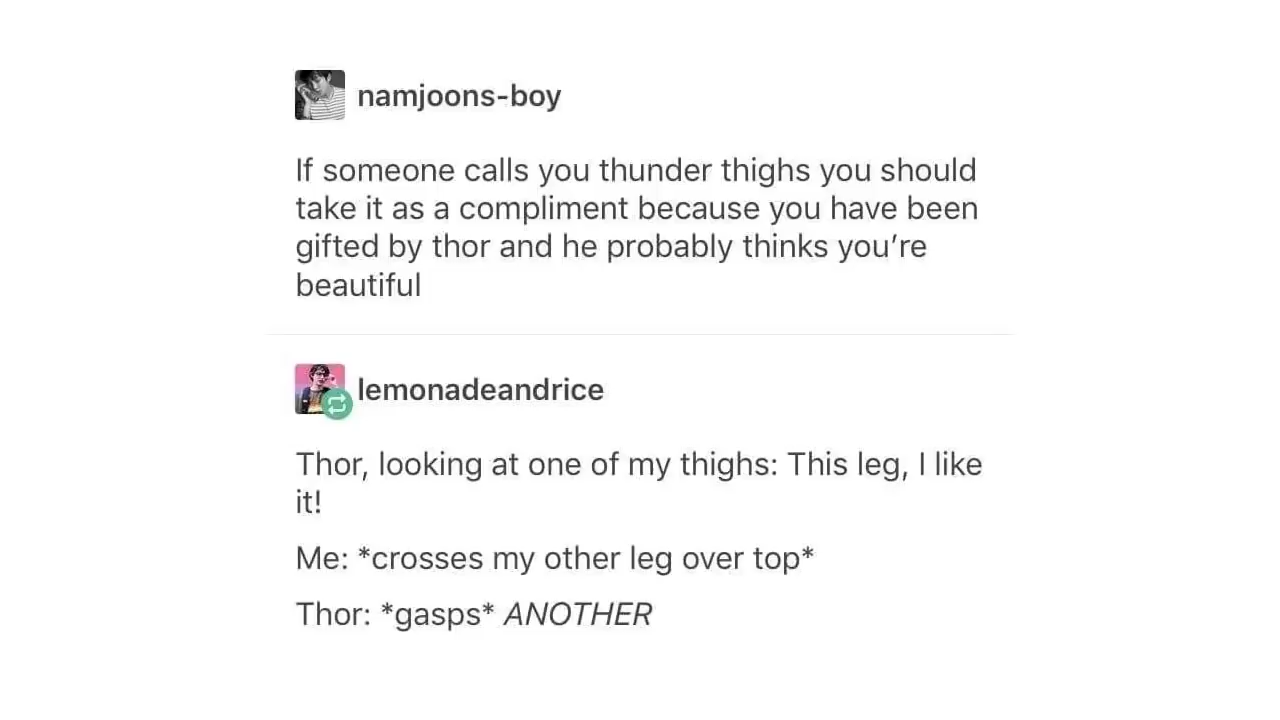 namjoons-boy
If someone calls you thunder thighs you should
take it as a compliment because you have been
gifted by thor and he probably thinks you’re
beautiful
lemonadeandrice
Thor, looking at one of my thighs: This leg, I like
it!
Me: *crosses my other leg over top*
Thor: *gasps* ANOTHER